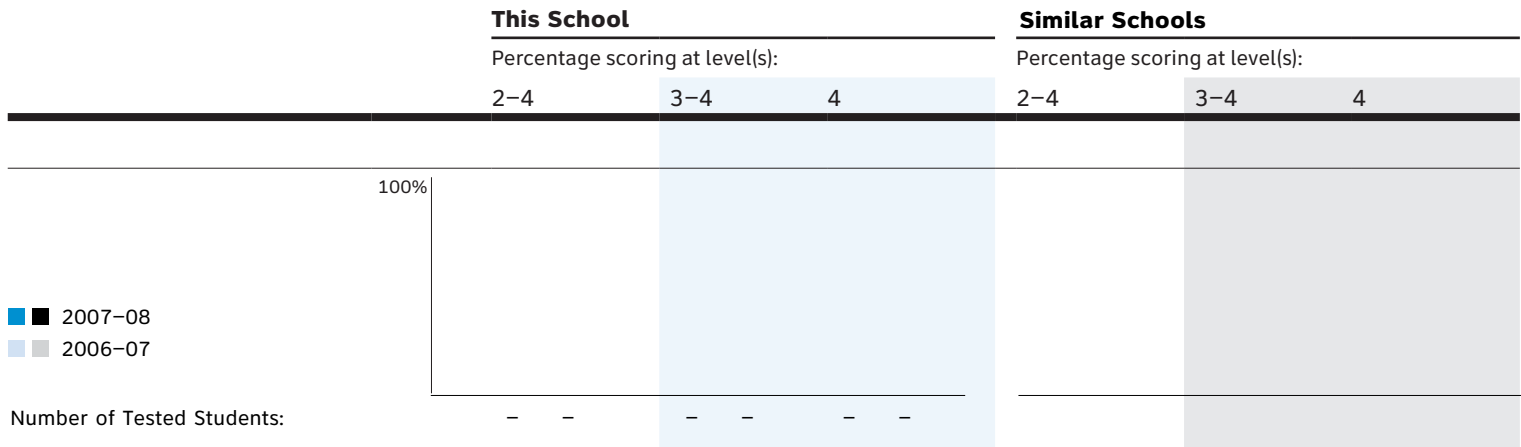 This School Similar Schools
Percentage scoring at level(s): Percentage scoring at level(s):
2–4 3–4 4 2–4 3–4 4
100%
2007–08
2006–07
Number of Tested Students: – – – – – –